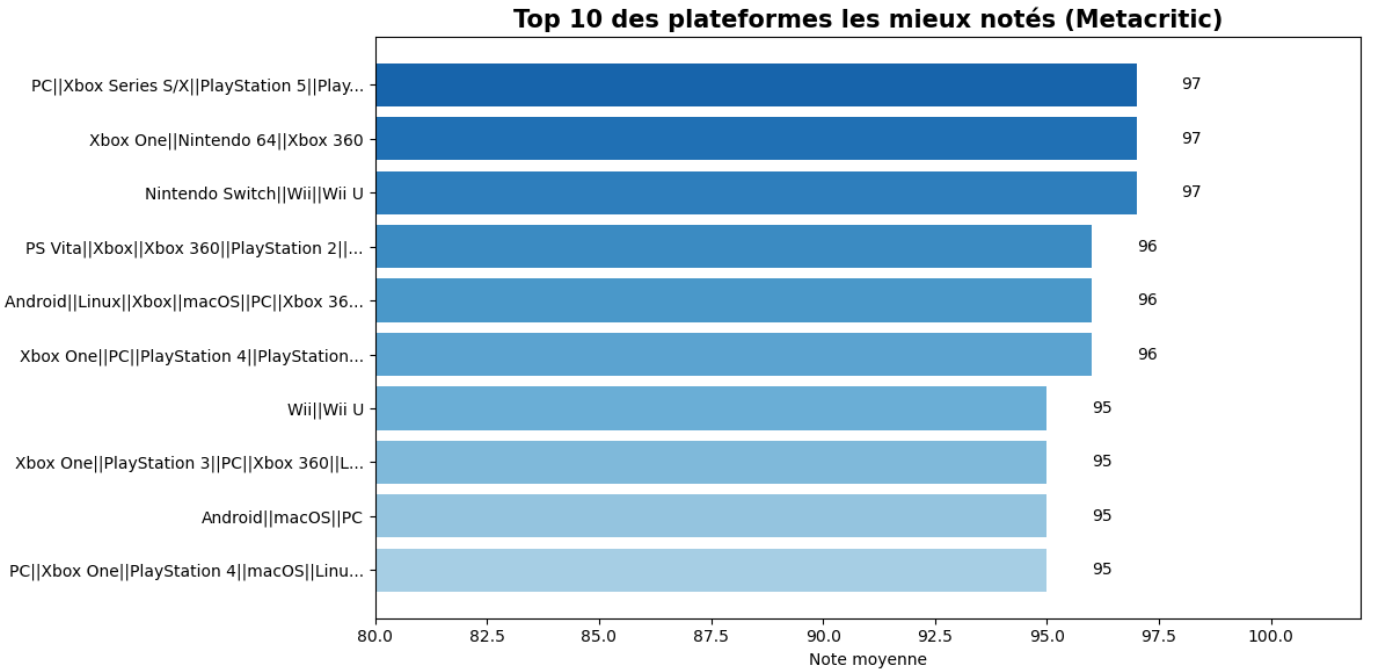 Top 10 des plateformes les mieux notés (Metacritic)
PC||Xbox Series S/X||PlayStation 5||Play... 97
Xbox One||Nintendo 64||Xbox 360 97
Nintendo Switch||Wii||Wii U 97
PS Vita||Xbox||Xbox 360||PlayStation 2||... 96
Android||Linux||Xbox||macOS||PC||Xbox 36... 96
Xbox One||PC||PlayStation 4||PlayStation... 96
Wii||Wii U 95
Xbox One||PlayStation 3||PC||Xbox 360||L... 95
Android||macOS||PC 95
PC||Xbox One||PlayStation 4||macOS||Linu... 95
80.0 82.5 85.0 87.5 90.0 92.5 95.0 97.5 100.0
Note moyenne